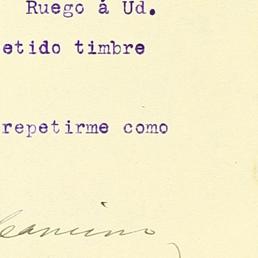 Ruego á Ud.
etido timbre
repetirme como